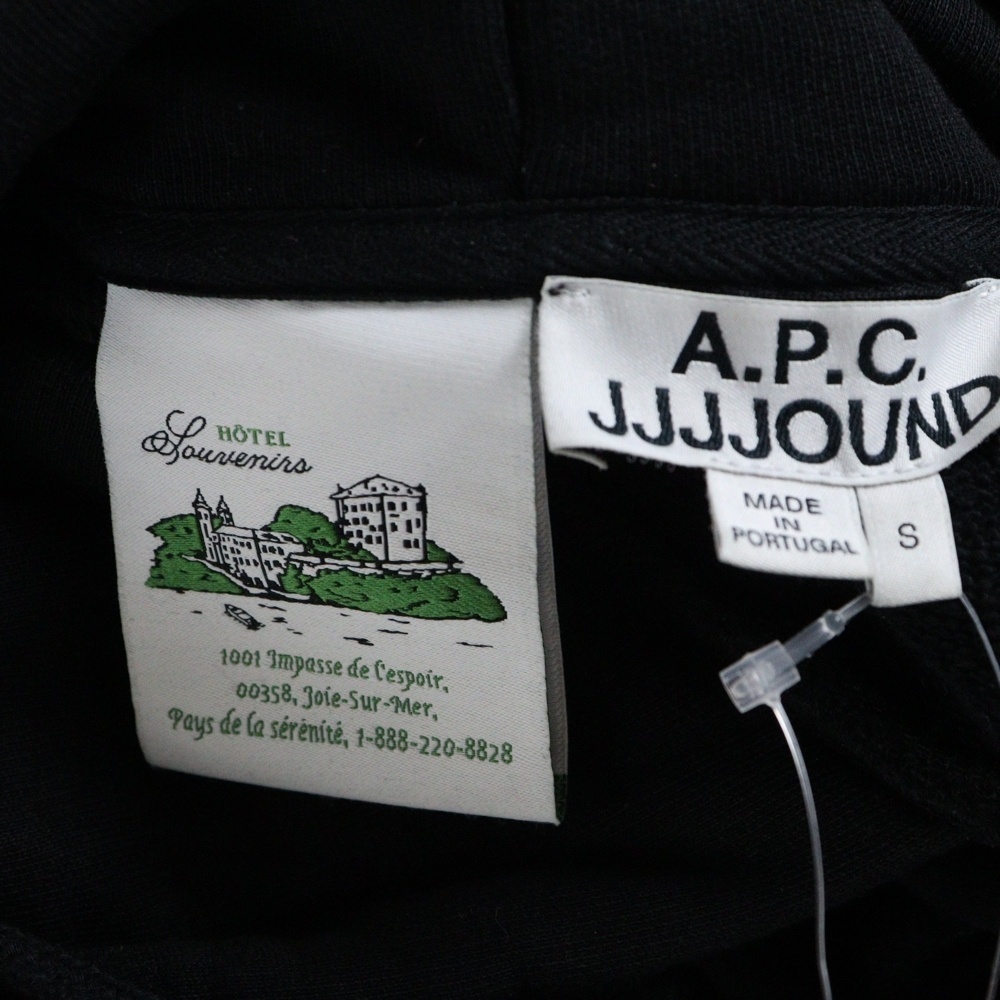 HÔTEL
Souvenirs
1001 Impasse de l'espoir,
00358, Joie-Sur-Mer,
Pays de la sérénité, 1-888-220-8828
A.P.C.
JJJJOUND
MADE
IN
PORTUGAL
S